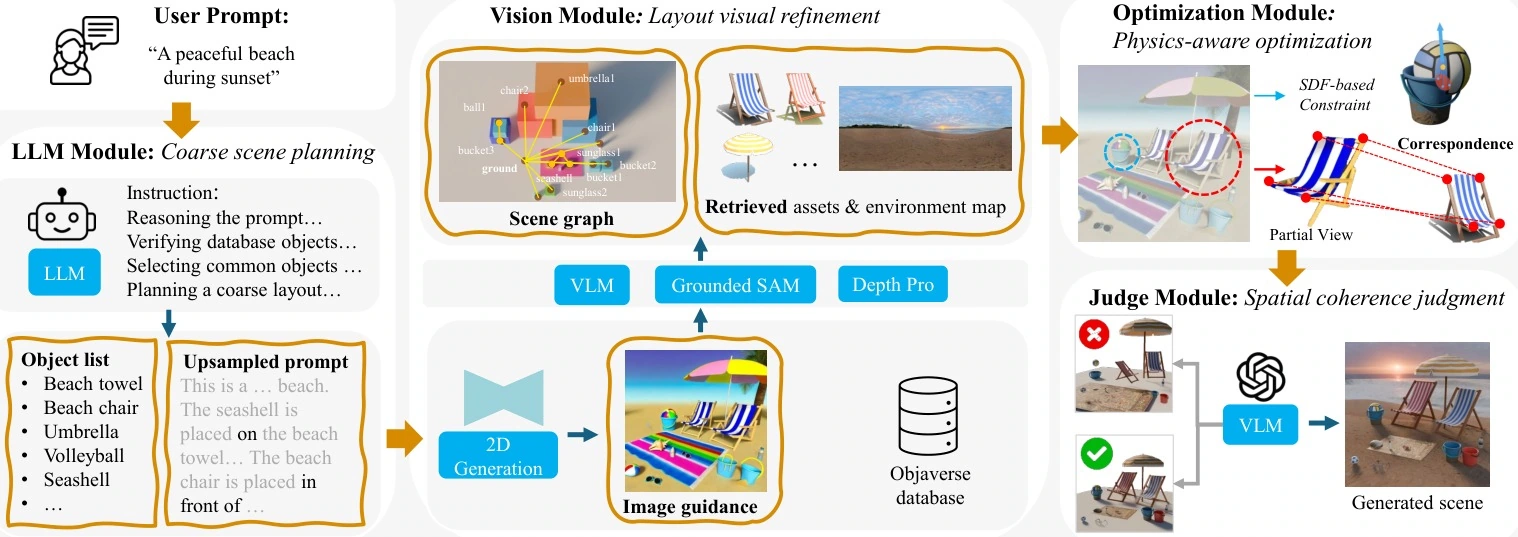 User Prompt:
“A peaceful beach
during sunset”
LLM Module: Coarse scene planning
Instruction:
Reasoning the prompt…
Verifying database objects…
Selecting common objects …
Planning a coarse layout…
LLM
Object list
• Beach towel
• Beach chair
• Umbrella
• Volleyball
• Seashell
• …
Upsampled prompt
This is a … beach.
The seashell is
placed on the beach
towel… The beach
chair is placed in
front of …
Vision Module: Layout visual refinement
umbrella1
chair2
ball1
chair1
bucket3
sunglass1
ground
bucket2
seashell
bucket1
sunglass2
Scene graph
…
Retrieved assets & environment map
VLM
Grounded SAM
Depth Pro
2D
Generation
Image guidance
Objaverse
database
Optimization Module:
Physics-aware optimization
SDF-based
Constraint
Correspondence
Partial View
Judge Module: Spatial coherence judgment
VLM
Generated scene